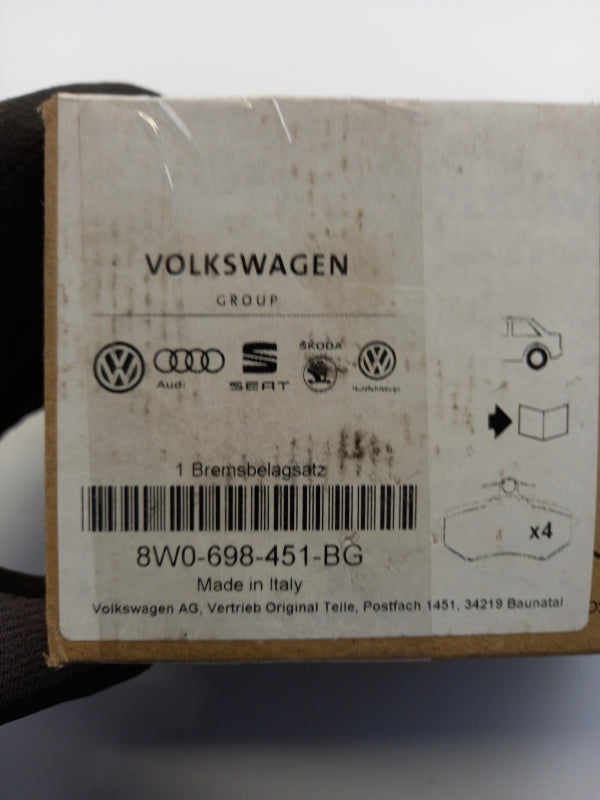 VOLKSWAGEN
GROUP
Audi
SEAT
ŠKODA
Nutzfahrzeuge
1 Bremsbelagsatz
x4
8W0-698-451-BG
Made in Italy
Volkswagen AG, Vertrieb Original Teile, Postfach 1451, 34219 Baunatal